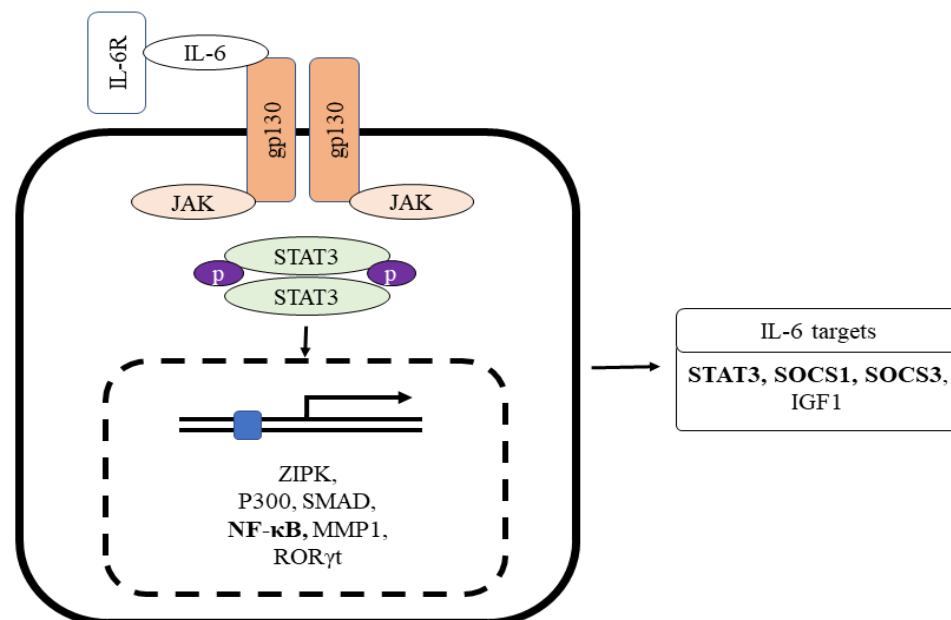 IL-6R
IL-6
gp130
gp130
JAK
JAK
STAT3
p
p
STAT3
IL-6 targets
STAT3, SOCS1, SOCS3,
IGF1
ZIPK,
P300, SMAD,
NF-κB, MMP1,
RORγt